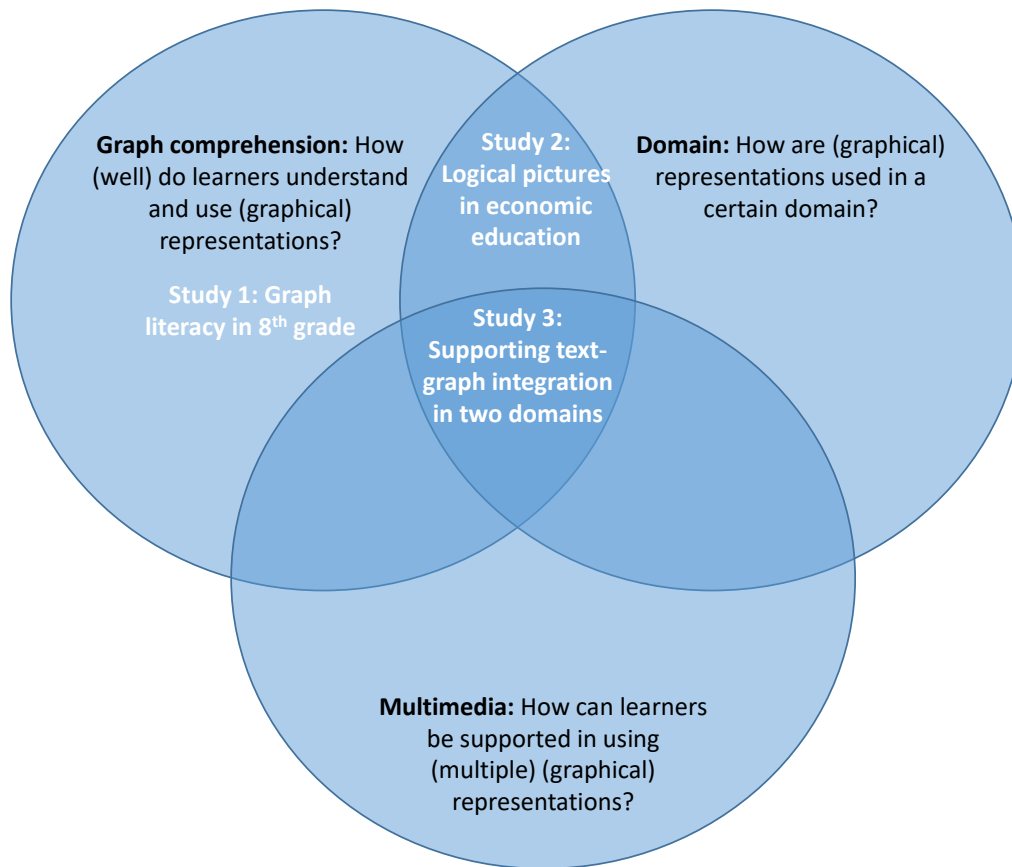 Graph comprehension: How
(well) do learners understand
and use (graphical)
representations?
Study 1: Graph
literacy in 8th grade
Study 2:
Logical pictures
in economic
education
Domain: How are (graphical)
representations used in a
certain domain?
Study 3:
Supporting text-
graph integration
in two domains
Multimedia: How can learners
be supported in using
(multiple) (graphical)
representations?